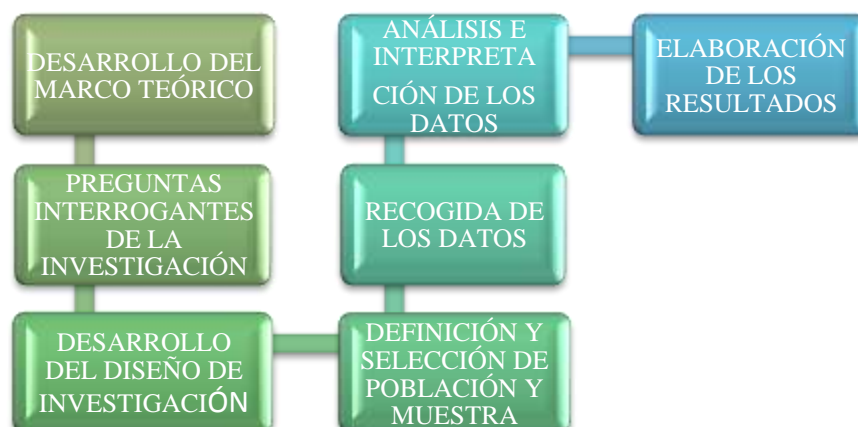 DESARROLLO DEL
MARCO TEÓRICO
PREGUNTAS
INTERROGANTES
DE LA
INVESTIGACIÓN
DESARROLLO
DEL DISEÑO DE
INVESTIGACIÓN
DEFINICIÓN Y
SELECCIÓN DE
POBLACIÓN Y
MUESTRA
RECOGIDA DE
LOS DATOS
ANÁLISIS E
INTERPRETA
CIÓN DE LOS
DATOS
ELABORACIÓN
DE LOS
RESULTADOS